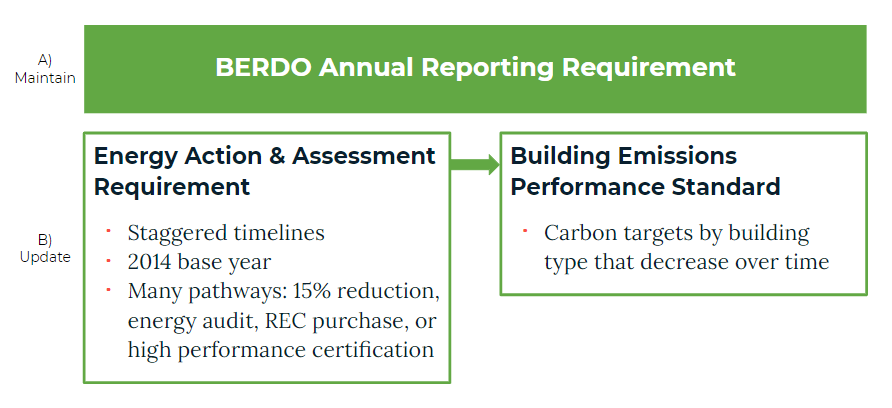 A)
Maintain
BERDO Annual Reporting Requirement
B)
Update
Energy Action & Assessment
Requirement
Staggered timelines
2014 base year
Many pathways: 15% reduction,
energy audit, REC purchase, or
high performance certification
Building Emissions
Performance Standard
Carbon targets by building
type that decrease over time